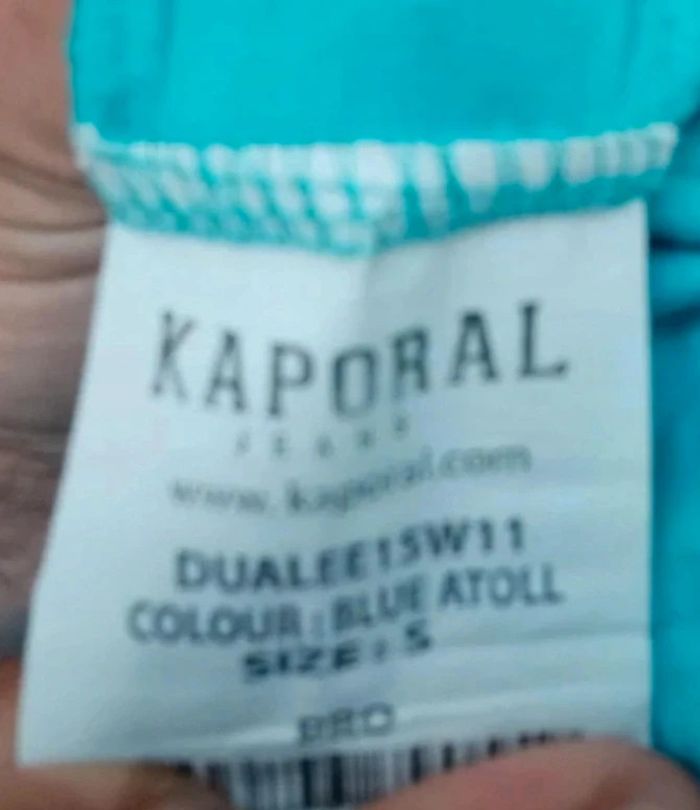 KAPORAL
JEANS
www.kaporal.com
DUALEE15W11
COLOUR : BLUE ATOLL
SIZE : S